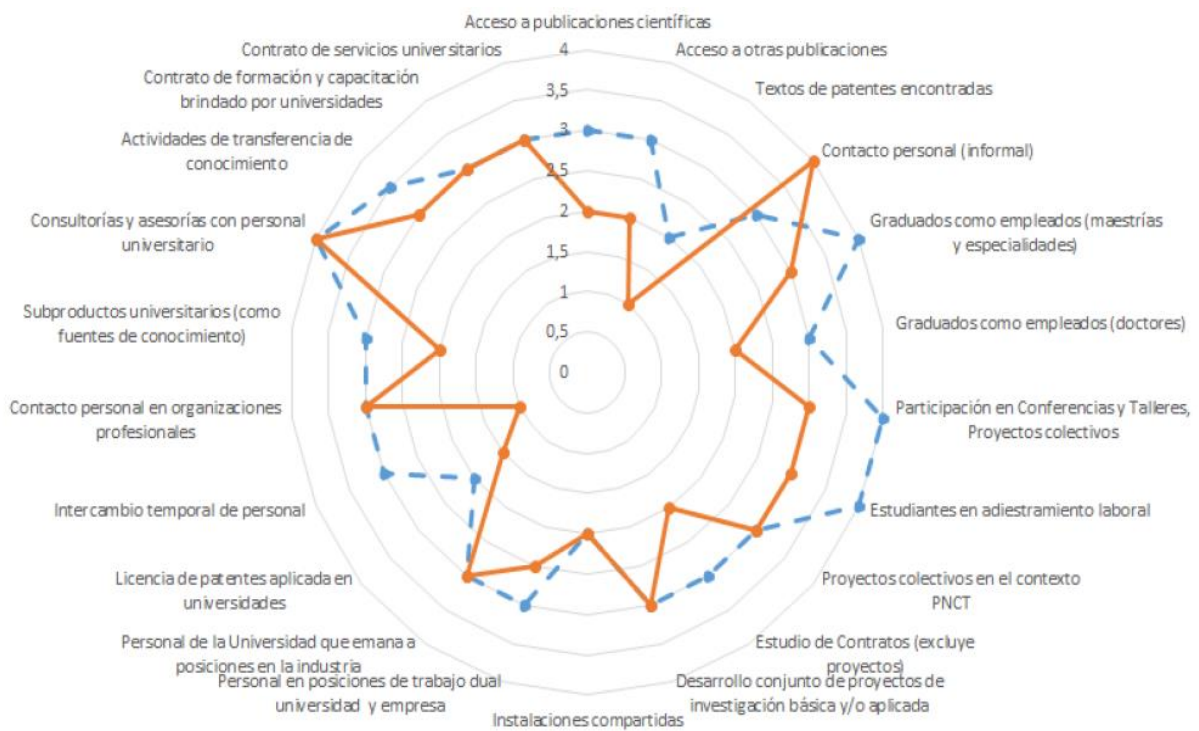 Acceso a publicaciones científicas
Acceso a otras publicaciones
Textos de patentes encontradas
Contacto personal (informal)
Graduados como empleados (maestrías
y especialidades)
Graduados como empleados (doctores)
Participación en Conferencias y Talleres,
Proyectos colectivos
Estudiantes en adiestramiento laboral
Proyectos colectivos en el contexto
PNCT
Estudio de Contratos (excluye
proyectos)
Desarrollo conjunto de proyectos de
investigación básica y/o aplicada
Instalaciones compartidas
Personal en posiciones de trabajo dual
universidad y empresa
Personal de la Universidad que emana a
posiciones en la industria
Licencia de patentes aplicada en
universidades
Intercambio temporal de personal
Contacto personal en organizaciones
profesionales
Subproductos universitarios (como
fuentes de conocimiento)
Consultorías y asesorías con personal
universitario
Actividades de transferencia de
conocimiento
Contrato de formación y capacitación
brindado por universidades
Contrato de servicios universitarios
4
3,5
3
2,5
2
1,5
1
0,5
0